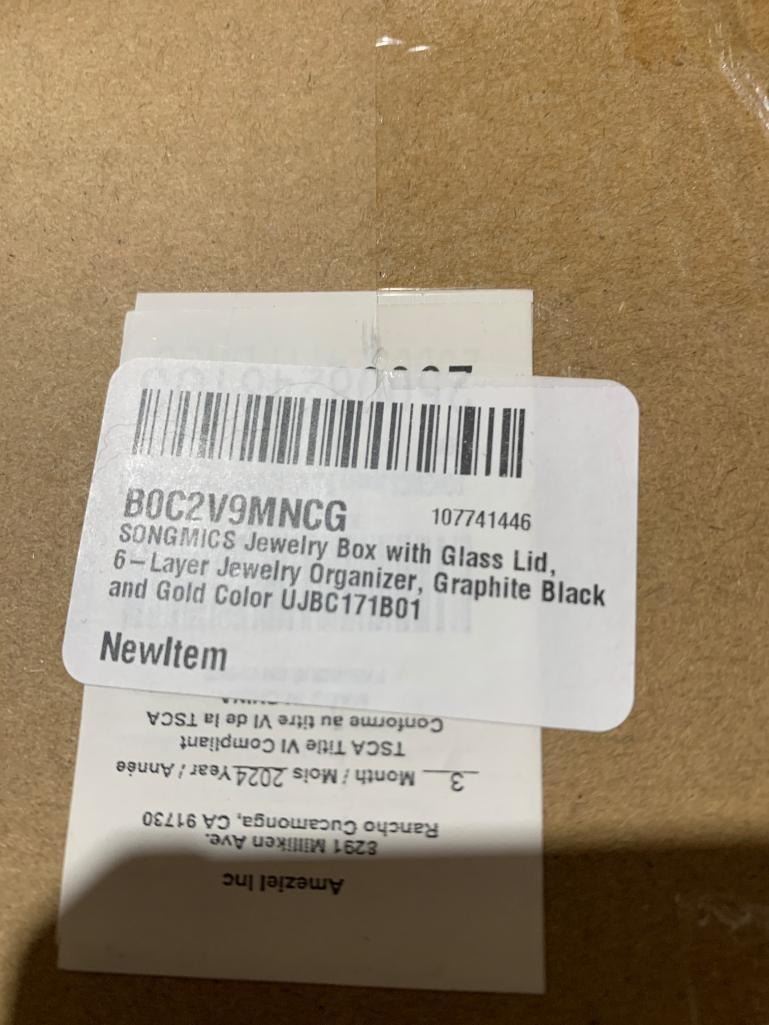 B0C2V9MNCG 107741446
SONGMICS Jewelry Box with Glass Lid,
6-Layer Jewelry Organizer, Graphite Black
and Gold Color UJBC171B01
NewItem
Ameziel Inc
8291 Milliken Ave.
Rancho Cucamonga, CA 91730
3 Month / Mois 2024 Year / Année
TSCA Title VI Compliant
Conforme au titre VI de la TSCA